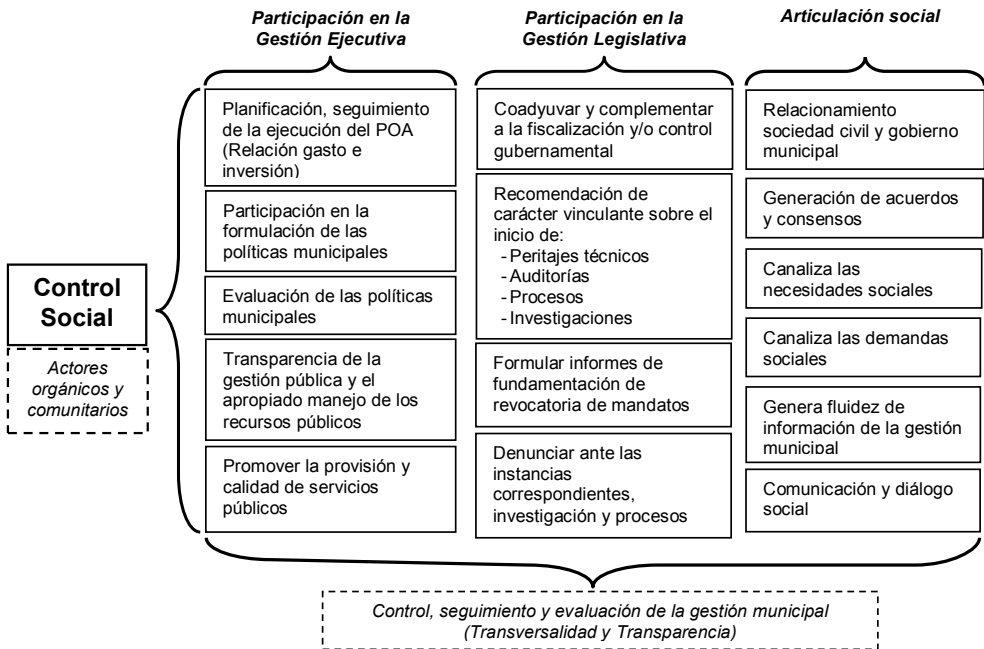 Participación en la
Gestión Ejecutiva
Participación en la
Gestión Legislativa
Articulación social
Control
Social
Actores
orgánicos y
comunitarios
Planificación, seguimiento
de la ejecución del POA
(Relación gasto e
inversión)
Participación en la
formulación de las
políticas municipales
Evaluación de las políticas
municipales
Transparencia de la
gestión pública y el
apropiado manejo de los
recursos públicos
Promover la provisión y
calidad de servicios
públicos
Coadyuvar y complementar
a la fiscalización y/o control
gubernamental
Recomendación de
carácter vinculante sobre el
inicio de:
- Peritajes técnicos
- Auditorías
- Procesos
- Investigaciones
Formular informes de
fundamentación de
revocatoria de mandatos
Denunciar ante las
instancias
correspondientes,
investigación y procesos
Relacionamiento
sociedad civil y gobierno
municipal
Generación de acuerdos
y consensos
Canaliza las
necesidades sociales
Canaliza las demandas
sociales
Genera fluidez de
información de la gestión
municipal
Comunicación y diálogo
social
Control, seguimiento y evaluación de la gestión municipal
(Transversalidad y Transparencia)